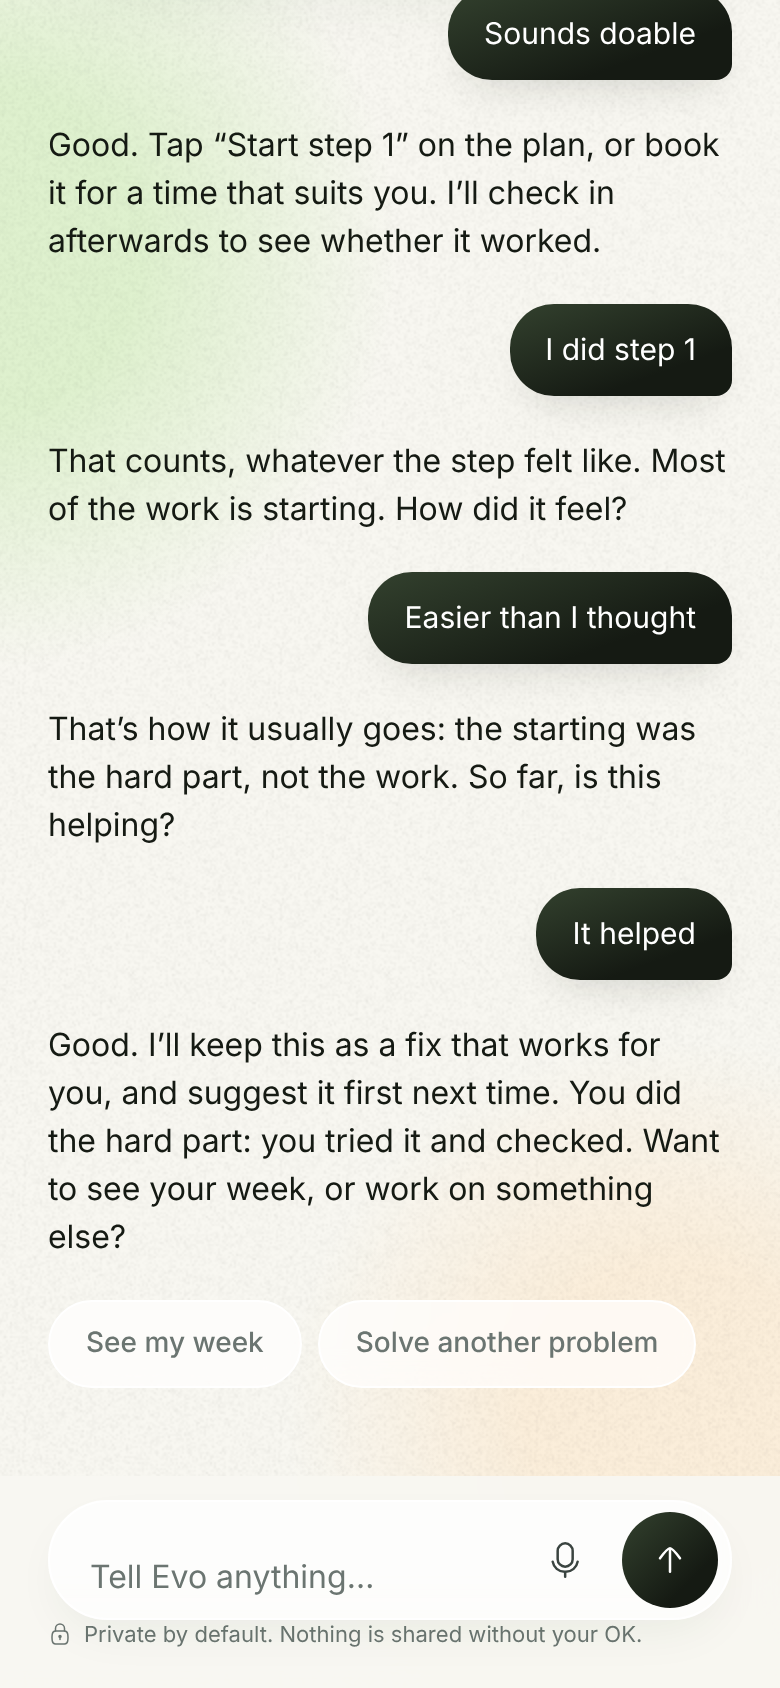 Sounds doable
Good. Tap “Start step 1” on the plan, or book
it for a time that suits you. I’ll check in
afterwards to see whether it worked.
I did step 1
That counts, whatever the step felt like. Most
of the work is starting. How did it feel?
Easier than I thought
That’s how it usually goes: the starting was
the hard part, not the work. So far, is this
helping?
It helped
Good. I’ll keep this as a fix that works for
you, and suggest it first next time. You did
the hard part: you tried it and checked. Want
to see your week, or work on something
else?
See my week
Solve another problem
Tell Evo anything...
Private by default. Nothing is shared without your OK.